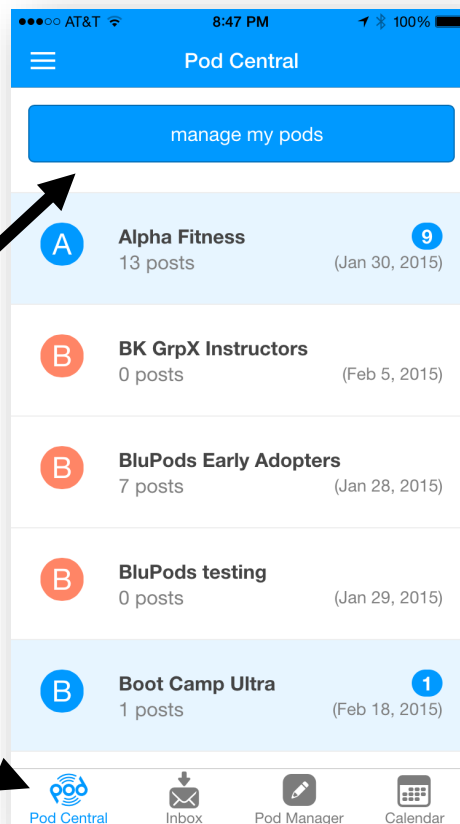 AT&T 8:47 PM 100%
Pod Central
manage my pods
A Alpha Fitness 9
13 posts (Jan 30, 2015)
B BK GrpX Instructors
0 posts (Feb 5, 2015)
B BluPods Early Adopters
7 posts (Jan 28, 2015)
B BluPods testing
0 posts (Jan 29, 2015)
B Boot Camp Ultra 1
1 posts (Feb 18, 2015)
pod
Pod Central Inbox Pod Manager Calendar